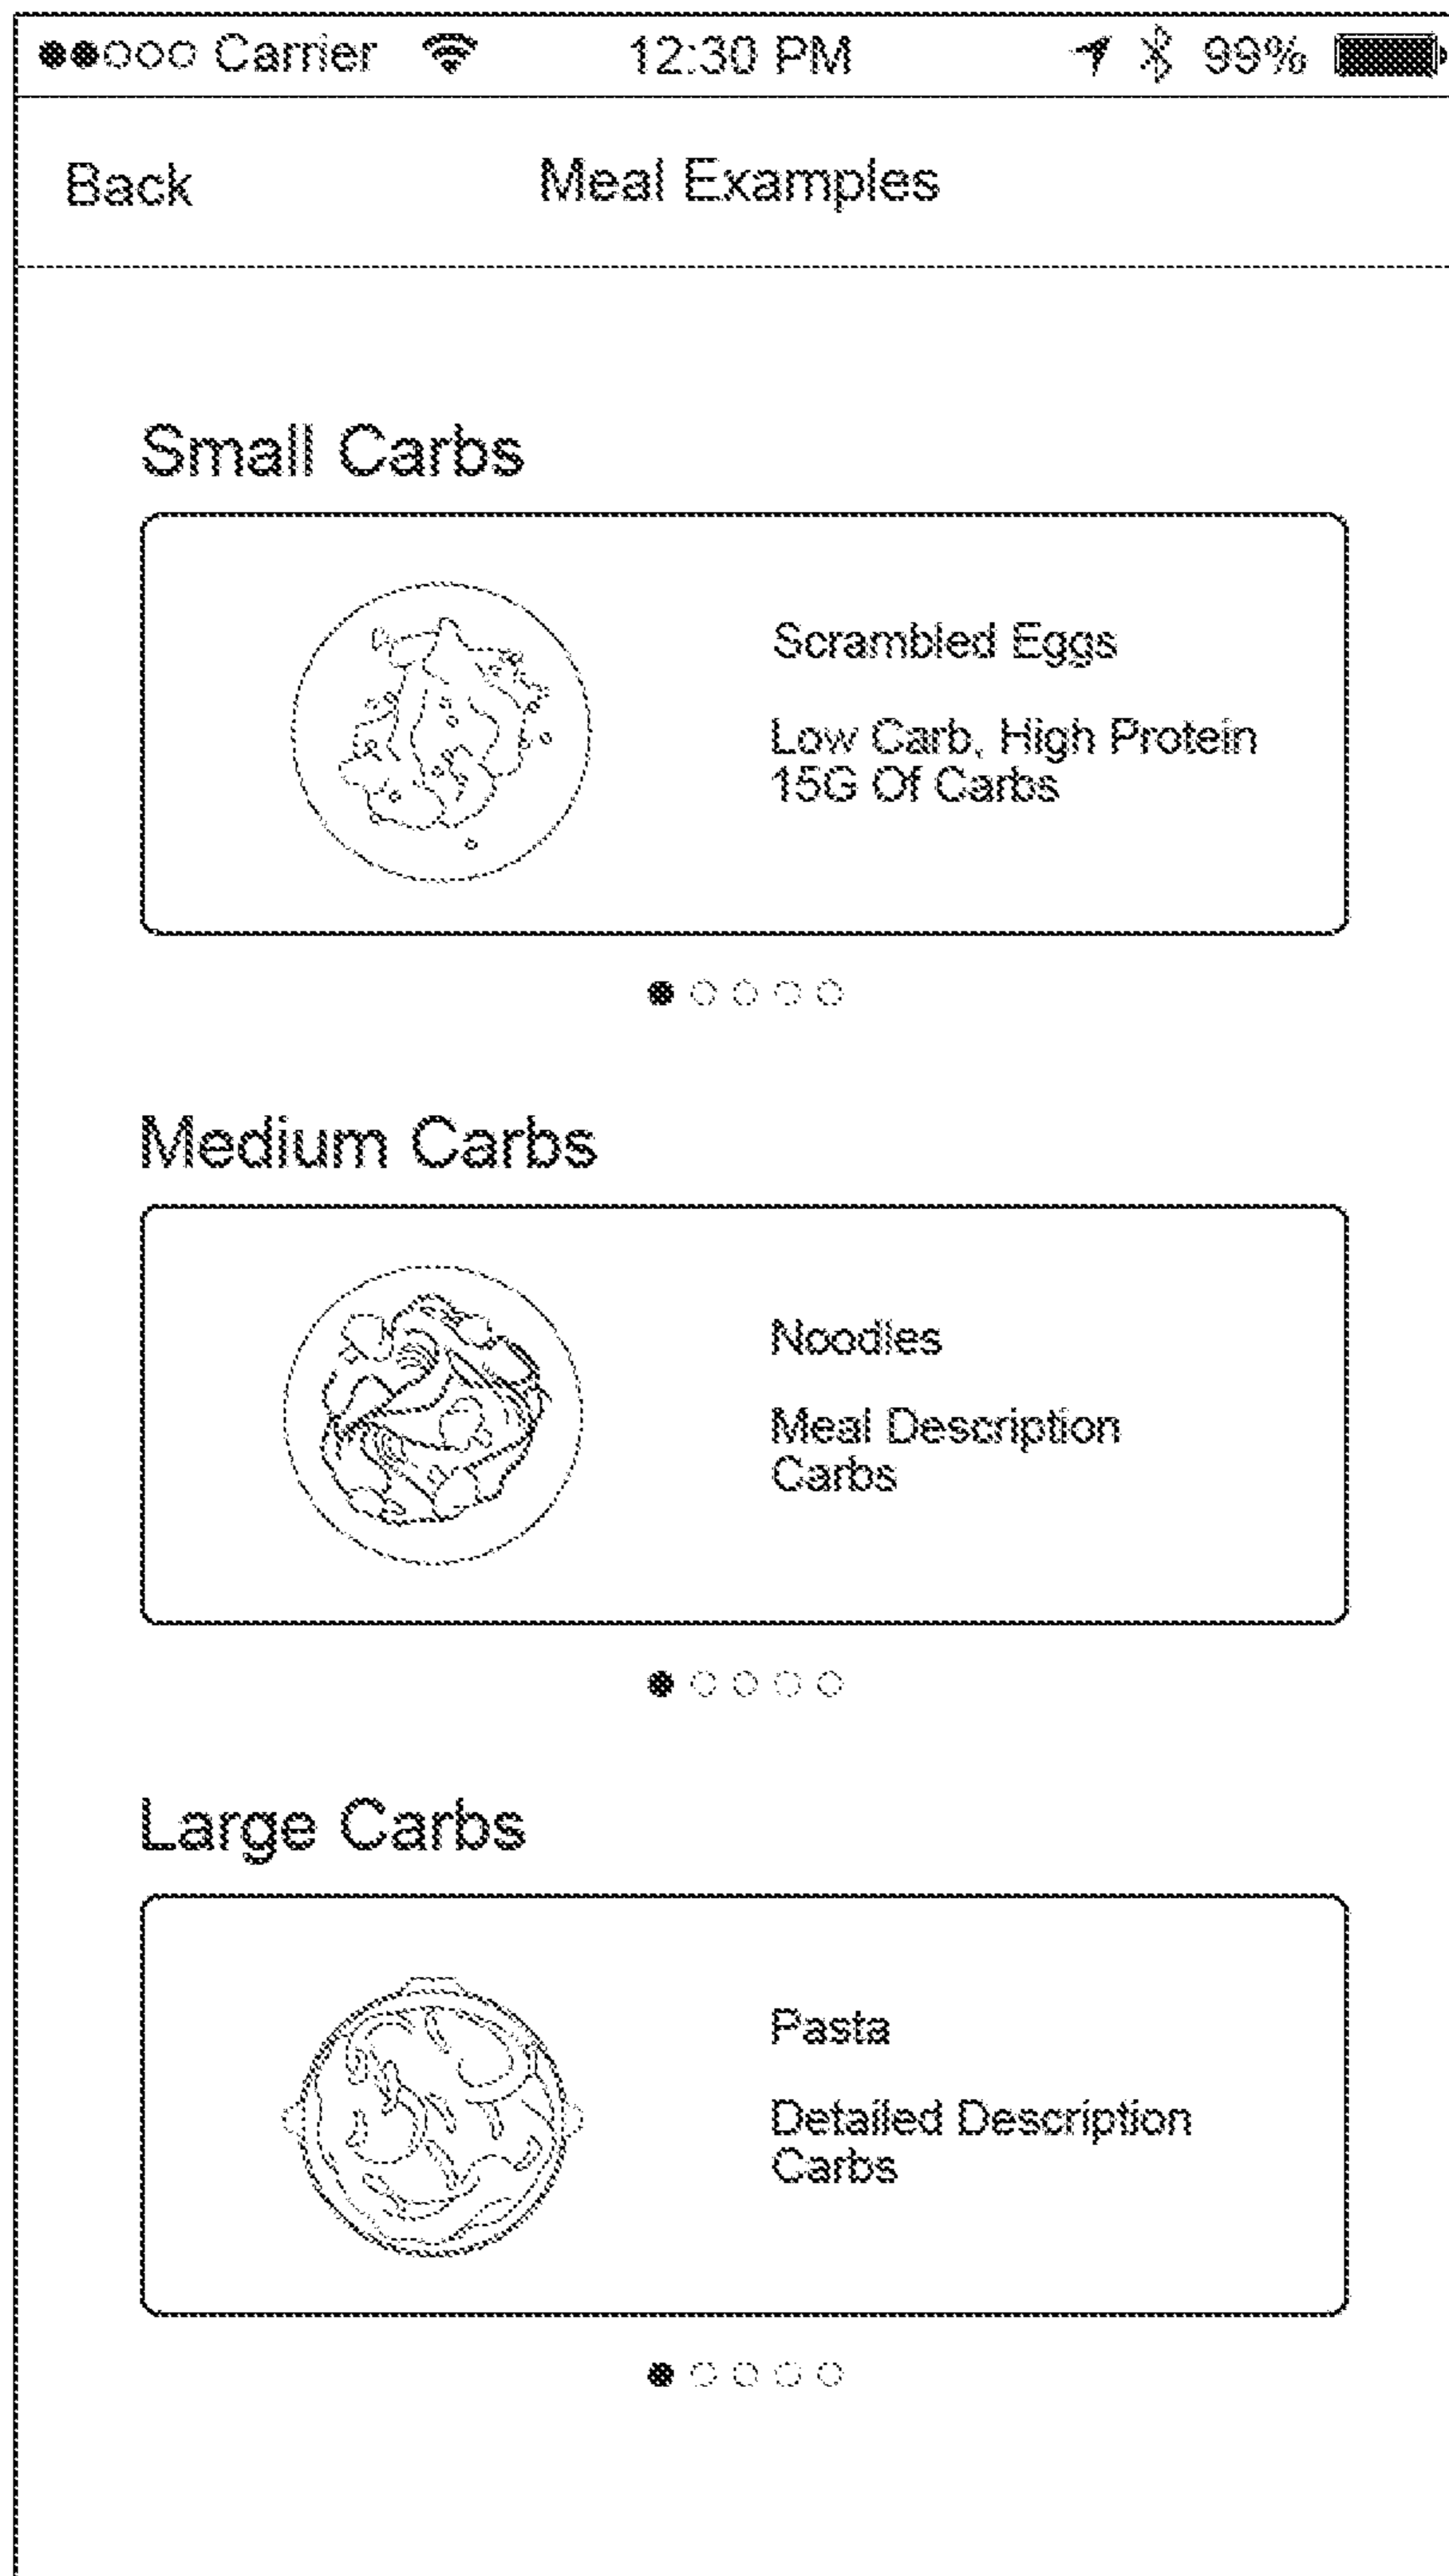 Carrier 12:30 PM 99%
Back Meal Examples
Small Carbs
Scrambled Eggs
Low Carb, High Protein
15G Of Carbs
Medium Carbs
Noodles
Meal Description
Carbs
Large Carbs
Pasta
Detailed Description
Carbs